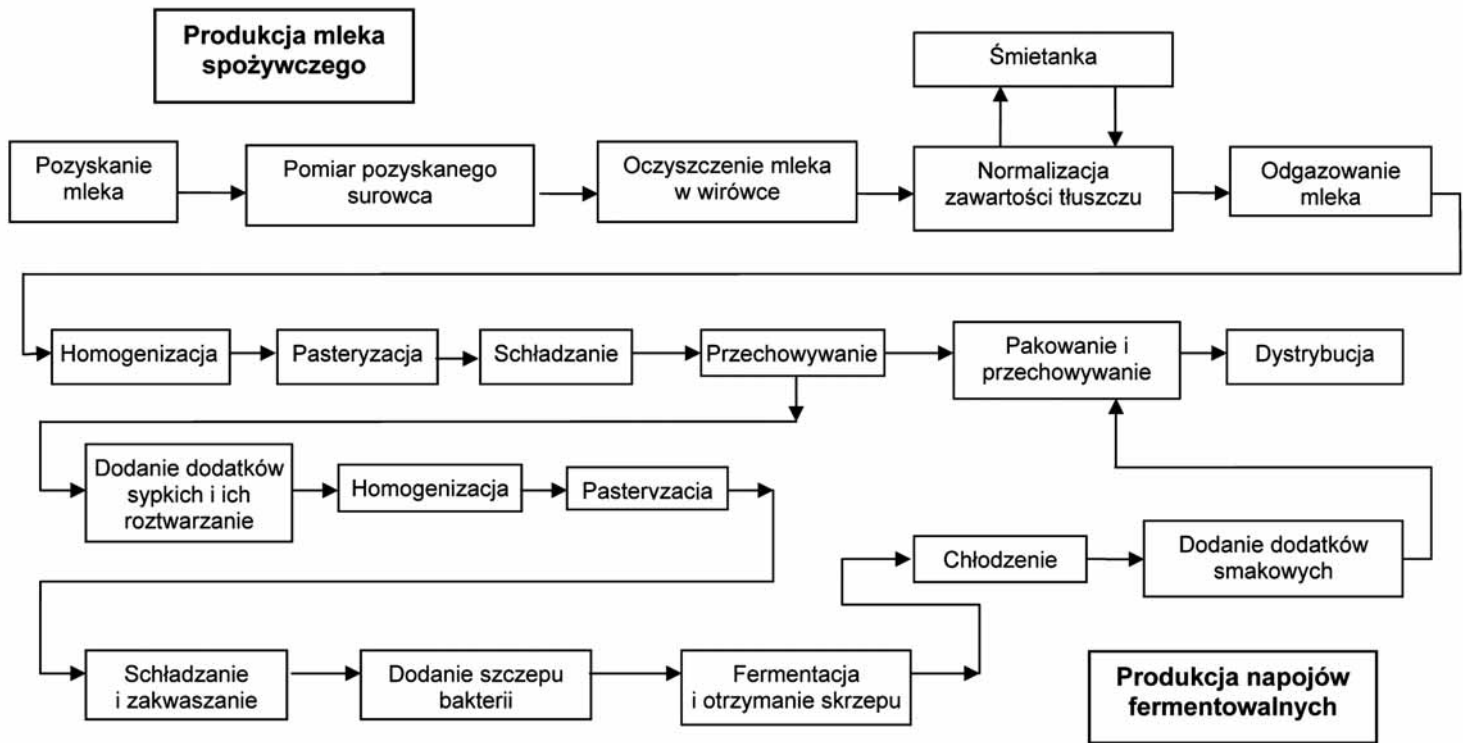 Produkcja mleka
spożywczego
Śmietanka
Pozyskanie
mleka
Pomiar pozyskanego
surowca
Oczyszczenie mleka
w wirówce
Normalizacja
zawartości tłuszczu
Odgazowanie
mleka
Homogenizacja
Pasteryzacja
Schładzanie
Przechowywanie
Pakowanie i
przechowywanie
Dystrybucja
Dodanie dodatków
sypkich i ich
roztwarzanie
Homogenizacja
Pastervzacia
Chłodzenie
Dodanie dodatków
smakowych
Schładzanie
i zakwaszanie
Dodanie szczepu
bakterii
Fermentacja
i otrzymanie skrzepu
Produkcja napojów
fermentowalnych